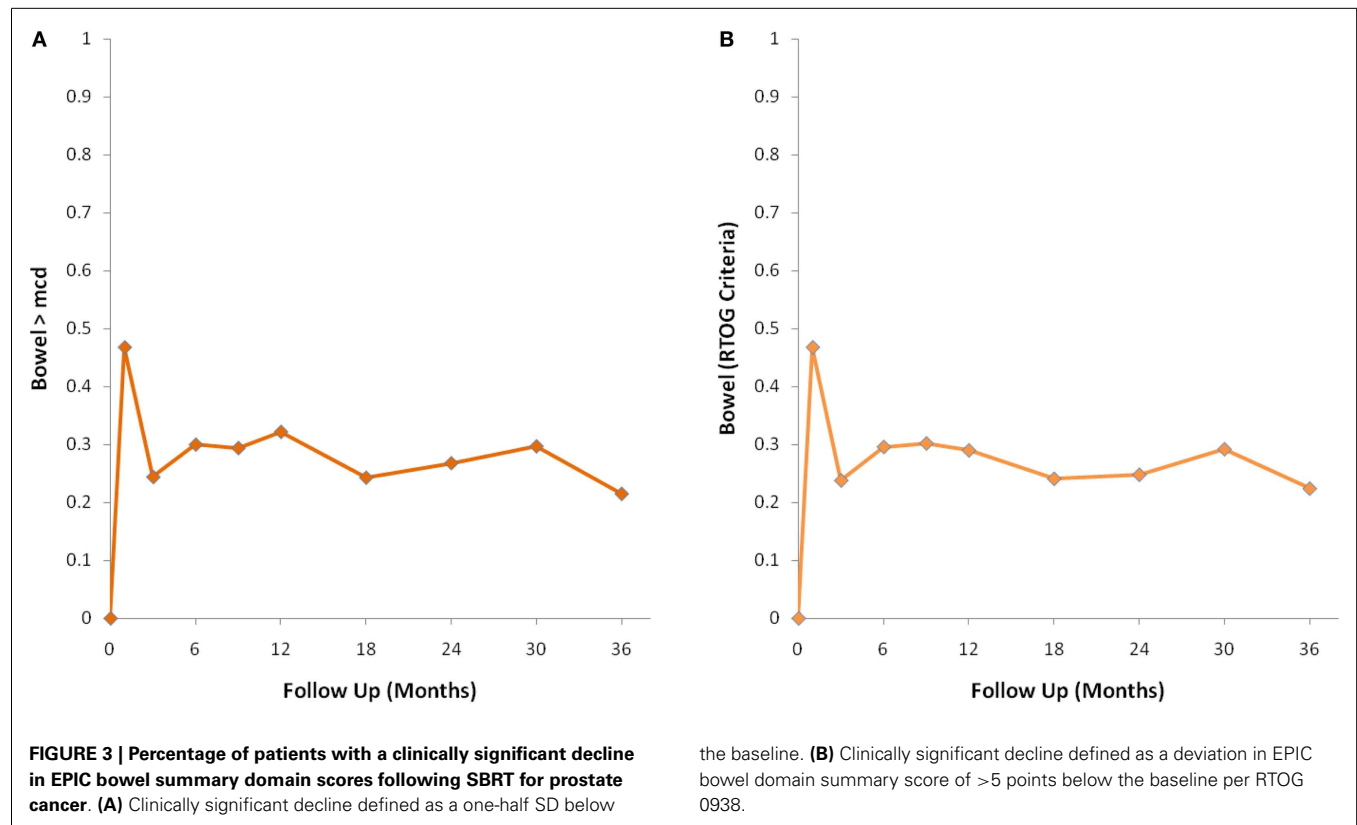 A
1
0.9
0.8
0.7
0.6
0.5
0.4
0.3
0.2
0.1
0
Bowel > mcd
0 6 12 18 24 30 36
Follow Up (Months)
B
1
0.9
0.8
0.7
0.6
0.5
0.4
0.3
0.2
0.1
0
Bowel (RTOG Criteria)
0 6 12 18 24 30 36
Follow Up (Months)
FIGURE 3 | Percentage of patients with a clinically significant decline
in EPIC bowel summary domain scores following SBRT for prostate
cancer. (A) Clinically significant decline defined as a one-half SD below
the baseline. (B) Clinically significant decline defined as a deviation in EPIC
bowel domain summary score of >5 points below the baseline per RTOG
0938.